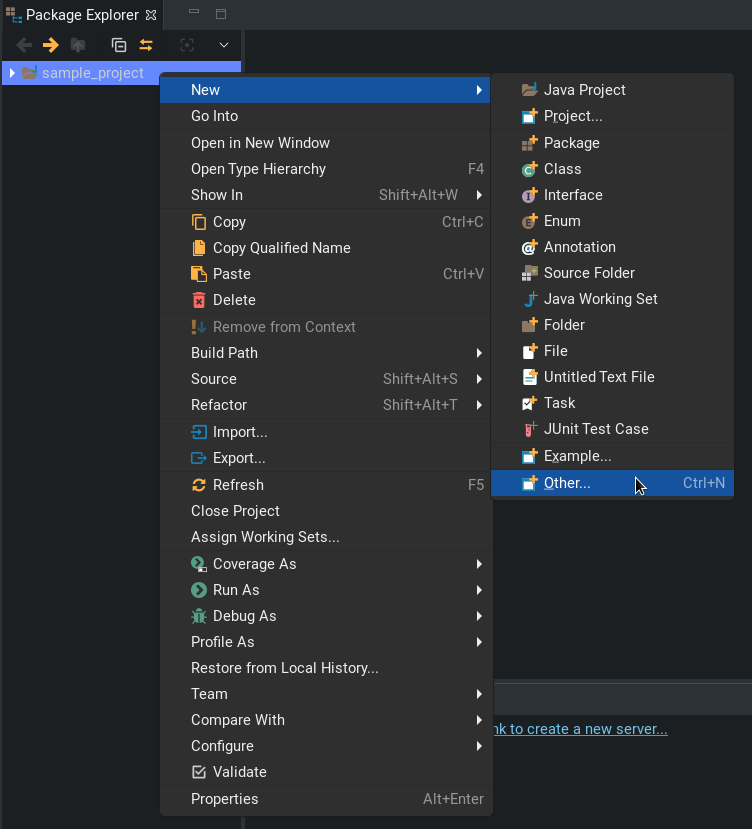 Package Explorer
sample_project
New
Go Into
Open in New Window
Open Type Hierarchy F4
Show In Shift+Alt+W
Copy Ctrl+C
Copy Qualified Name
Paste Ctrl+V
Delete
Remove from Context
Build Path
Source Shift+Alt+S
Refactor Shift+Alt+T
Import...
Export...
Refresh F5
Close Project
Assign Working Sets...
Coverage As
Run As
Debug As
Profile As
Restore from Local History...
Team
Compare With
Configure
Validate
Properties Alt+Enter
Java Project
Project...
Package
Class
Interface
Enum
Annotation
Source Folder
Java Working Set
Folder
File
Untitled Text File
Task
JUnit Test Case
Example...
Other... Ctrl+N
nk to create a new server...